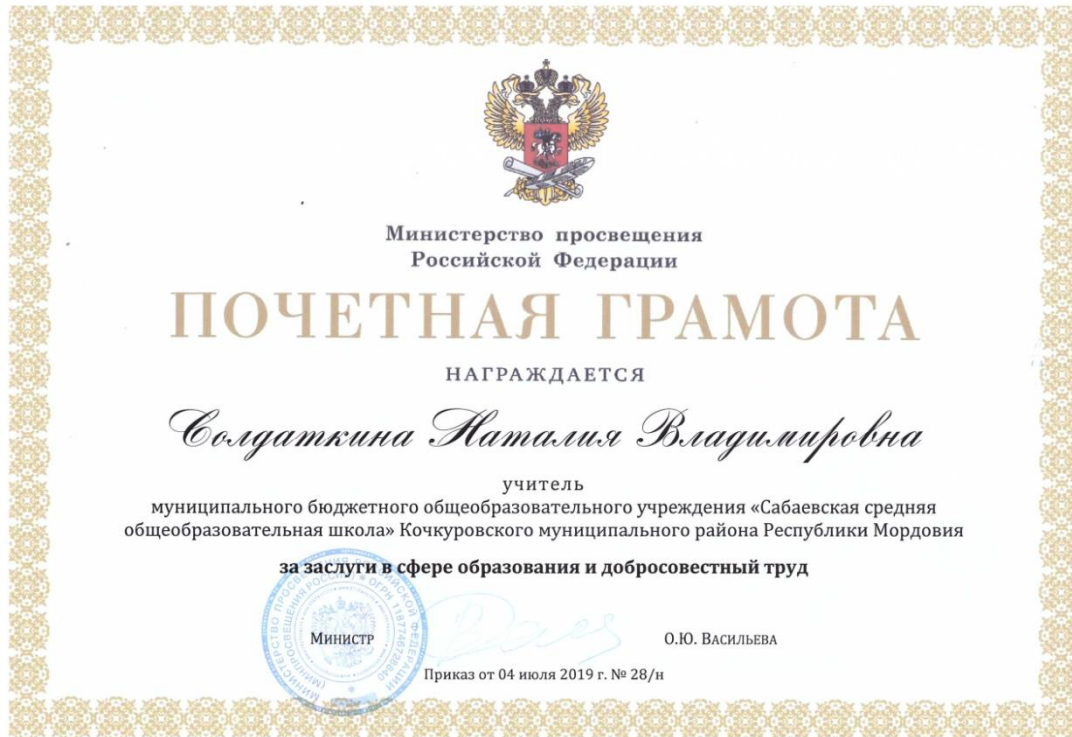 Министерство просвещения
Российской Федерации
ПОЧЕТНАЯ ГРАМОТА
НАГРАЖДАЕТСЯ
Солдаткина Наталия Владимировна
учитель
муниципального бюджетного общеобразовательного учреждения «Сабаевская средняя
общеобразовательная школа» Кочкуровского муниципального района Республики Мордовия
за заслуги в сфере образования и добросовестный труд
Министр О.Ю. Васильева
Приказ от 04 июля 2019 г. № 28/н